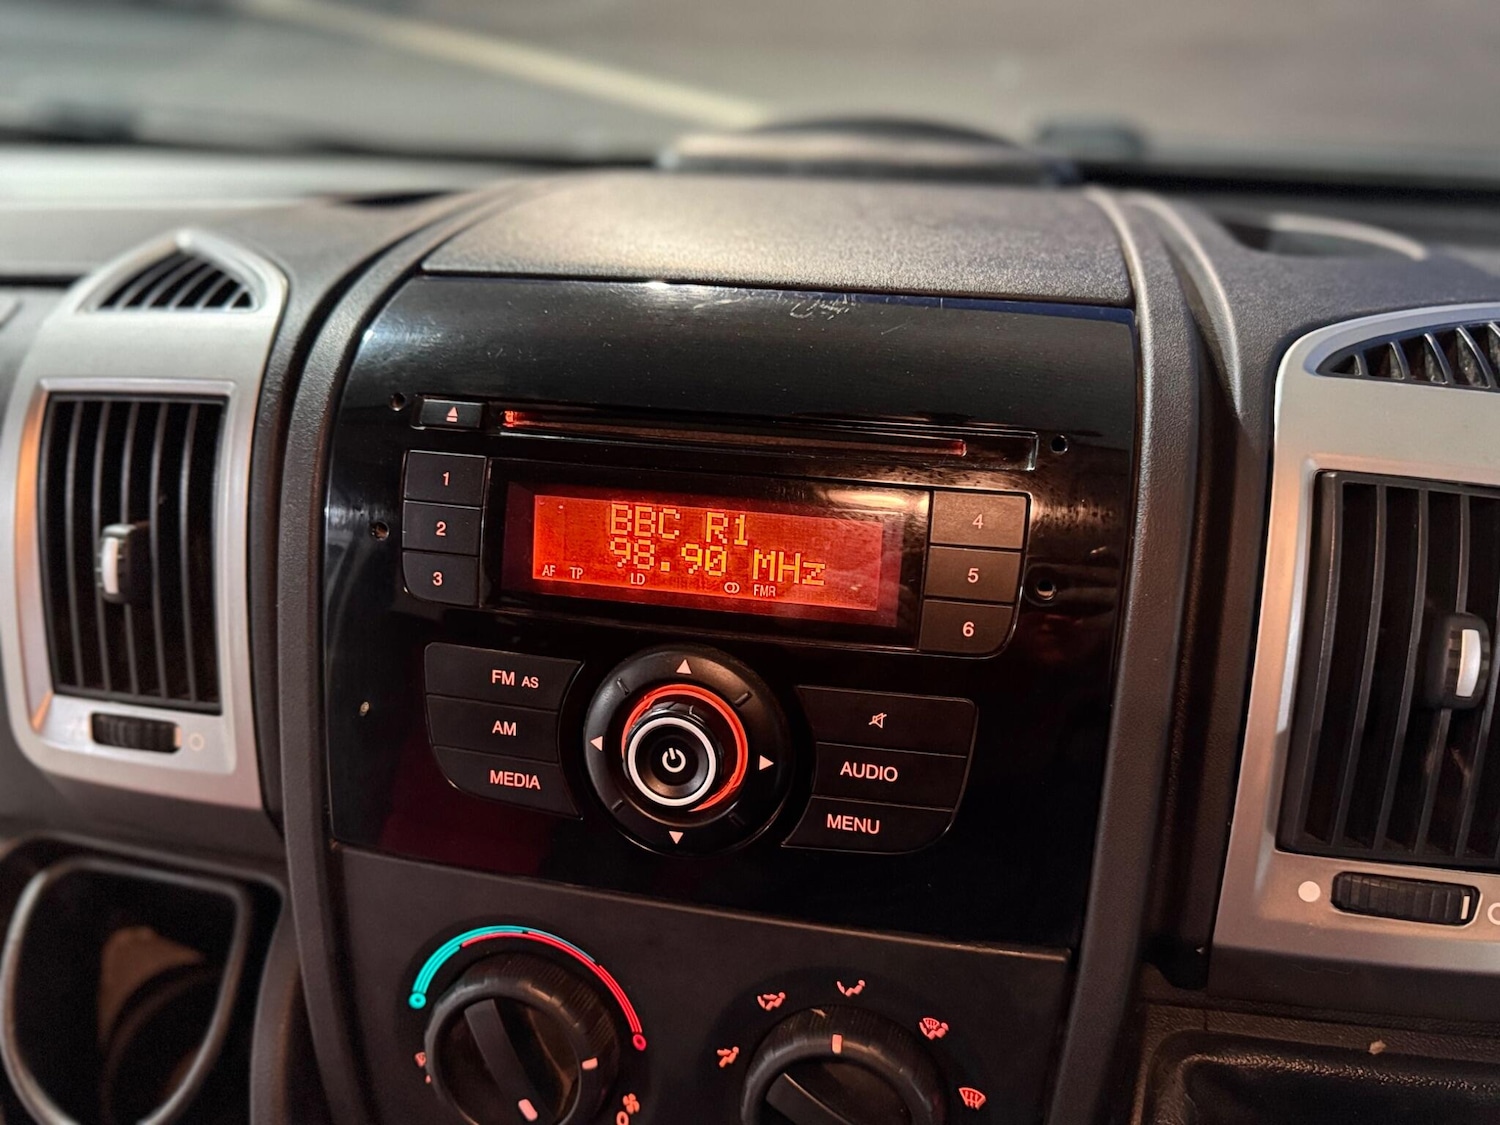 1
2
3
BBC R1
98.90 MHz
AF TP LD CD FMR
4
5
6
FM AS
AM
MEDIA
AUDIO
MENU